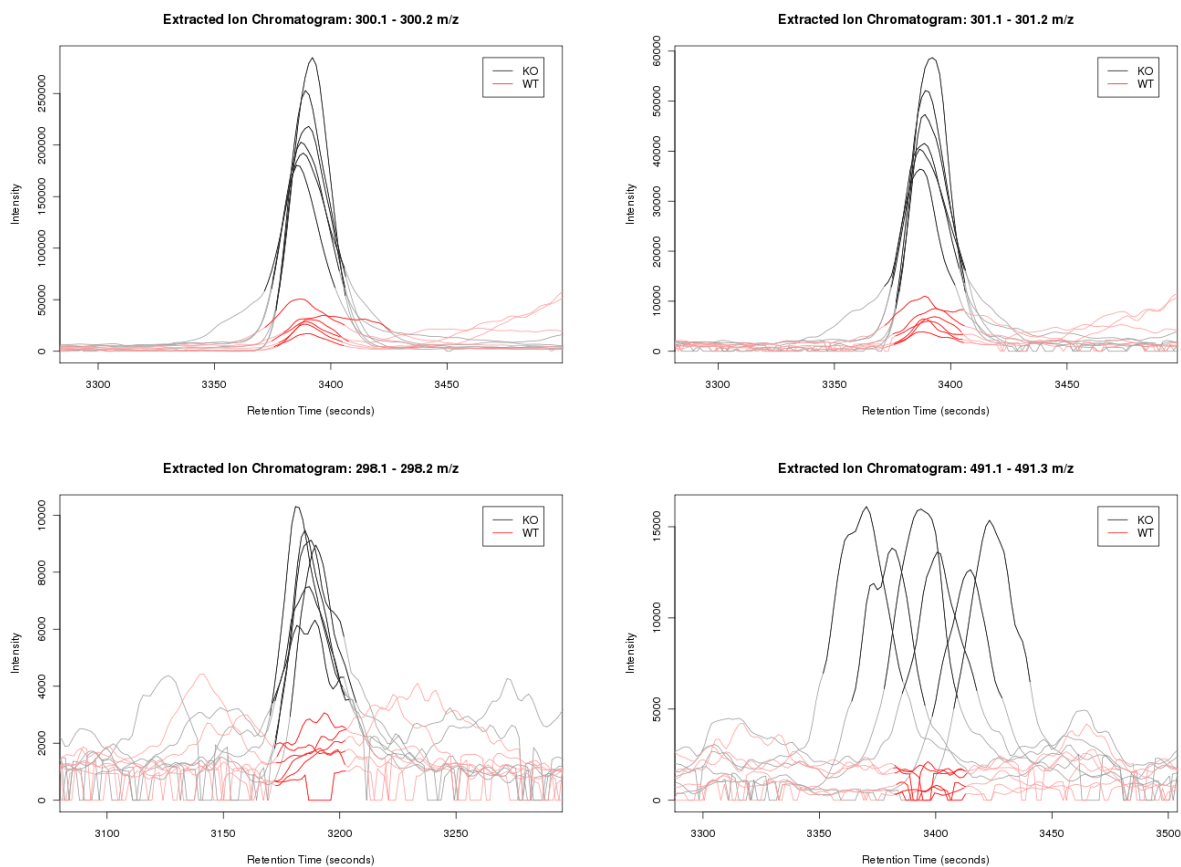 Extracted Ion Chromatogram: 300.1 - 300.2 m/z
Intensity
250000
200000
150000
100000
50000
0
KO
WT
3300
3350
3400
3450
Retention Time (seconds)
Extracted Ion Chromatogram: 301.1 - 301.2 m/z
Intensity
60000
50000
40000
30000
20000
10000
0
KO
WT
3300
3350
3400
3450
Retention Time (seconds)
Extracted Ion Chromatogram: 298.1 - 298.2 m/z
Intensity
10000
8000
6000
4000
2000
0
KO
WT
3100
3150
3200
3250
Retention Time (seconds)
Extracted Ion Chromatogram: 491.1 - 491.3 m/z
Intensity
15000
10000
5000
0
KO
WT
3300
3350
3400
3450
3500
Retention Time (seconds)